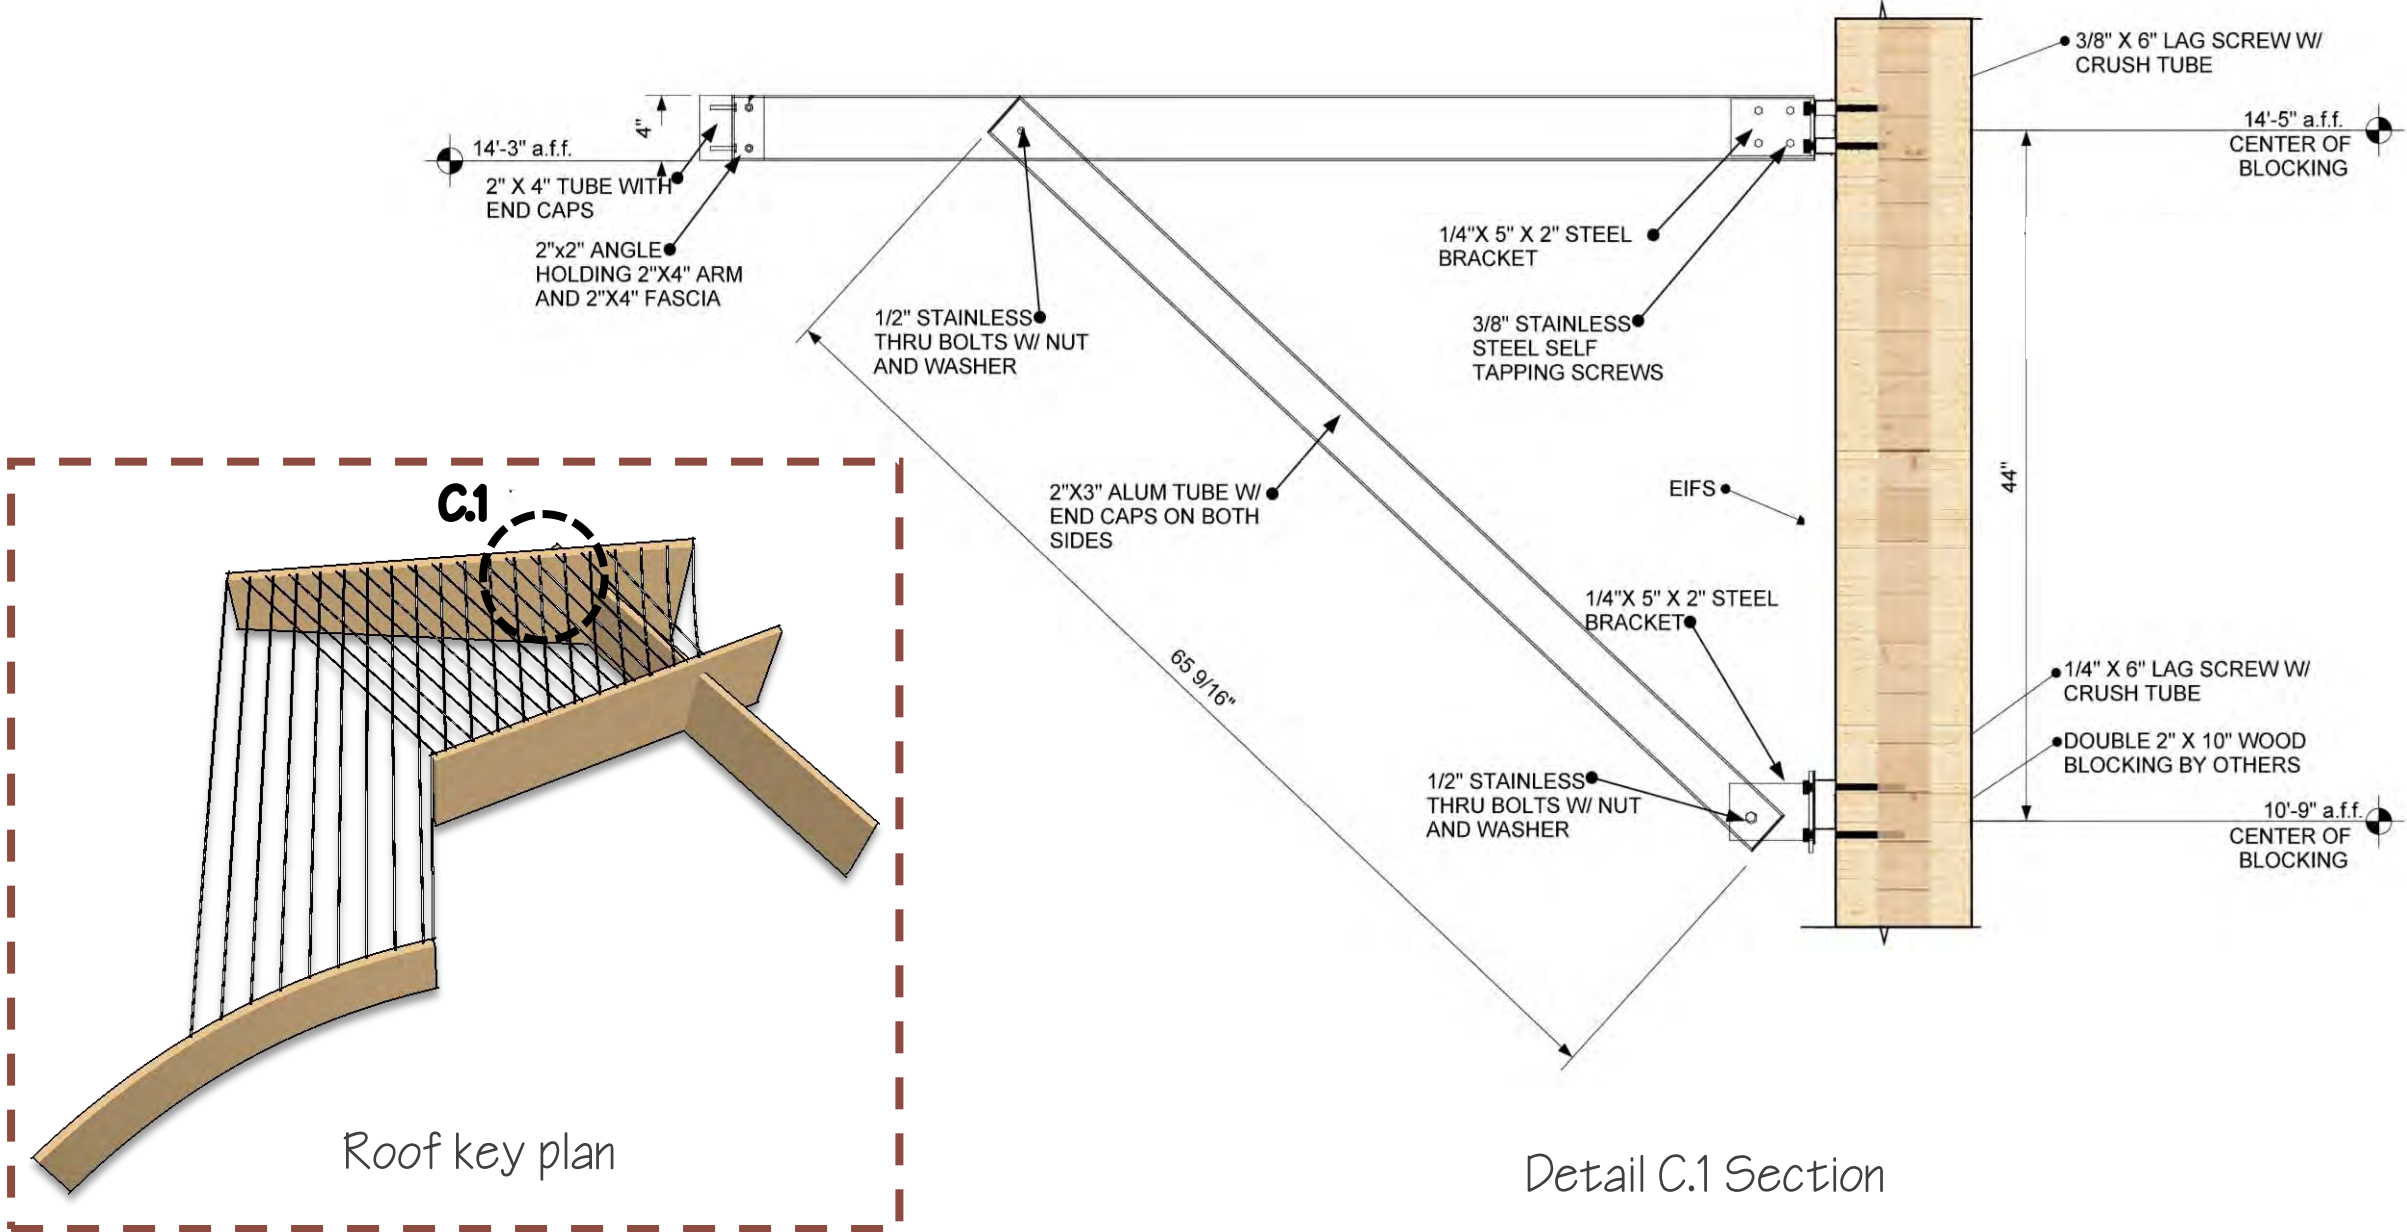 3/8" X 6" LAG SCREW W/
CRUSH TUBE
14'-5" a.f.f.
CENTER OF
BLOCKING
4"
14'-3" a.f.f.
2" X 4" TUBE WITH
END CAPS
2"x2" ANGLE
HOLDING 2"X4" ARM
AND 2"X4" FASCIA
1/2" STAINLESS
THRU BOLTS W/ NUT
AND WASHER
1/4"X 5" X 2" STEEL
BRACKET
3/8" STAINLESS
STEEL SELF
TAPPING SCREWS
2"X3" ALUM TUBE W/
END CAPS ON BOTH
SIDES
EIFS
44"
65 9/16"
1/4"X 5" X 2" STEEL
BRACKET
1/4" X 6" LAG SCREW W/
CRUSH TUBE
DOUBLE 2" X 10" WOOD
BLOCKING BY OTHERS
1/2" STAINLESS
THRU BOLTS W/ NUT
AND WASHER
10'-9" a.f.f.
CENTER OF
BLOCKING
C.1
Roof key plan
Detail C.1 Section